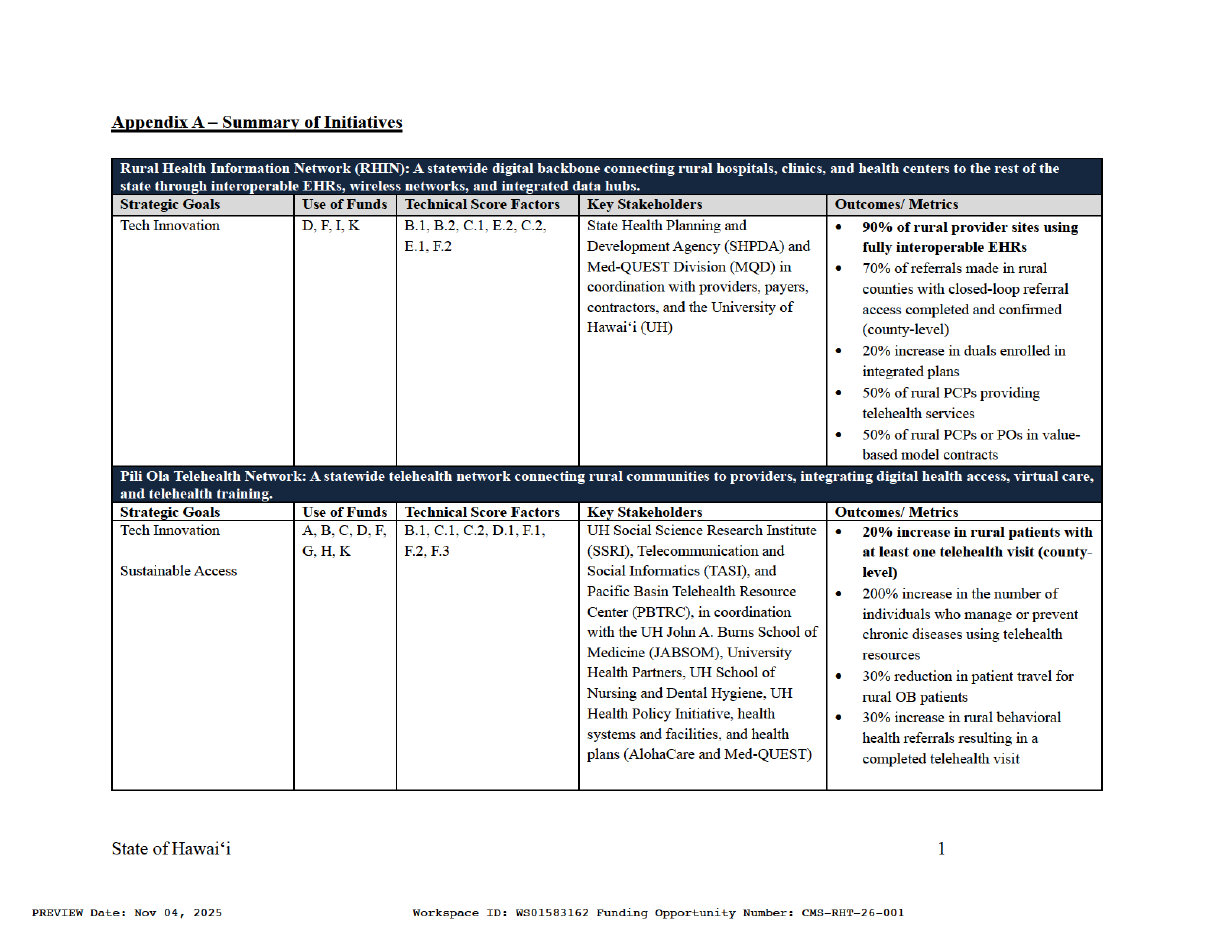 Appendix A – Summary of Initiatives
Rural Health Information Network (RHIN): A statewide digital backbone connecting rural hospitals, clinics, and health centers to the rest of the
state through interoperable EHRs, wireless networks, and integrated data hubs.
Strategic Goals Use of Funds Technical Score Factors Key Stakeholders Outcomes/ Metrics
Tech Innovation
D, F, I, K
B.1, B.2, C.1, E.2, C.2,
E.1, F.2
State Health Planning and
Development Agency (SHPDA) and
Med-QUEST Division (MQD) in
coordination with providers, payers,
contractors, and the University of
Hawaiʻi (UH)
• 90% of rural provider sites using
fully interoperable EHRs
• 70% of referrals made in rural
counties with closed-loop referral
access completed and confirmed
(county-level)
• 20% increase in duals enrolled in
integrated plans
• 50% of rural PCPs providing
telehealth services
• 50% of rural PCPs or POs in value-
based model contracts
Pili Ola Telehealth Network: A statewide telehealth network connecting rural communities to providers, integrating digital health access, virtual care,
and telehealth training.
Strategic Goals Use of Funds Technical Score Factors Key Stakeholders Outcomes/ Metrics
Tech Innovation
Sustainable Access
A, B, C, D, F,
G, H, K
B.1, C.1, C.2, D.1, F.1,
F.2, F.3
UH Social Science Research Institute
(SSRI), Telecommunication and
Social Informatics (TASI), and
Pacific Basin Telehealth Resource
Center (PBTRC), in coordination
with the UH John A. Burns School of
Medicine (JABSOM), University
Health Partners, UH School of
Nursing and Dental Hygiene, UH
Health Policy Initiative, health
systems and facilities, and health
plans (AlohaCare and Med-QUEST)
• 20% increase in rural patients with
at least one telehealth visit (county-
level)
• 200% increase in the number of
individuals who manage or prevent
chronic diseases using telehealth
resources
• 30% reduction in patient travel for
rural OB patients
• 30% increase in rural behavioral
health referrals resulting in a
completed telehealth visit
State of Hawaiʻi 1
PREVIEW Date: Nov 04, 2025 Workspace ID: WS01583162 Funding Opportunity Number: CMS-RHT-26-001